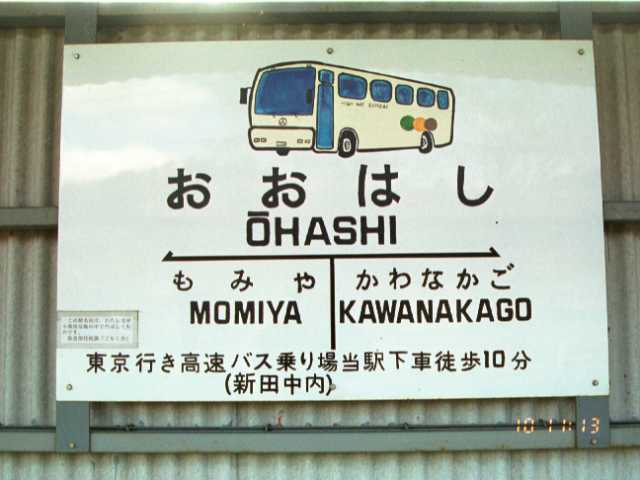 おおはし
ŌHASHI
もみや かわなかご
MOMIYA KAWANAKAGO
東京行き高速バス乗り場当駅下車徒歩10分
(新田中内)
10 11 13